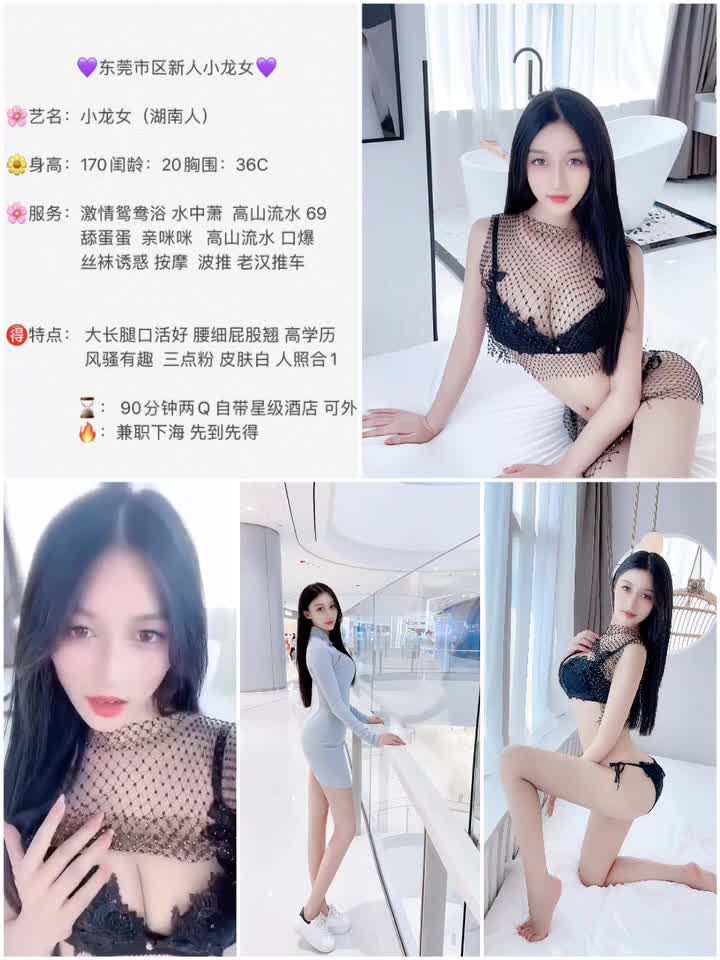 💜东莞市区新人小龙女💜
🌸艺名：小龙女（湖南人）
🌼身高：170闺龄：20胸围：36C
🌸服务：激情鸳鸯浴 水中萧 高山流水 69
舔蛋蛋 亲咪咪 高山流水 口爆
丝袜诱惑 按摩 波推 老汉推车
🉐特点： 大长腿口活好 腰细屁股翘 高学历
风骚有趣 三点粉 皮肤白 人照合1
⏳： 90分钟两Q 自带星级酒店 可外
🔥： 兼职下海 先到先得